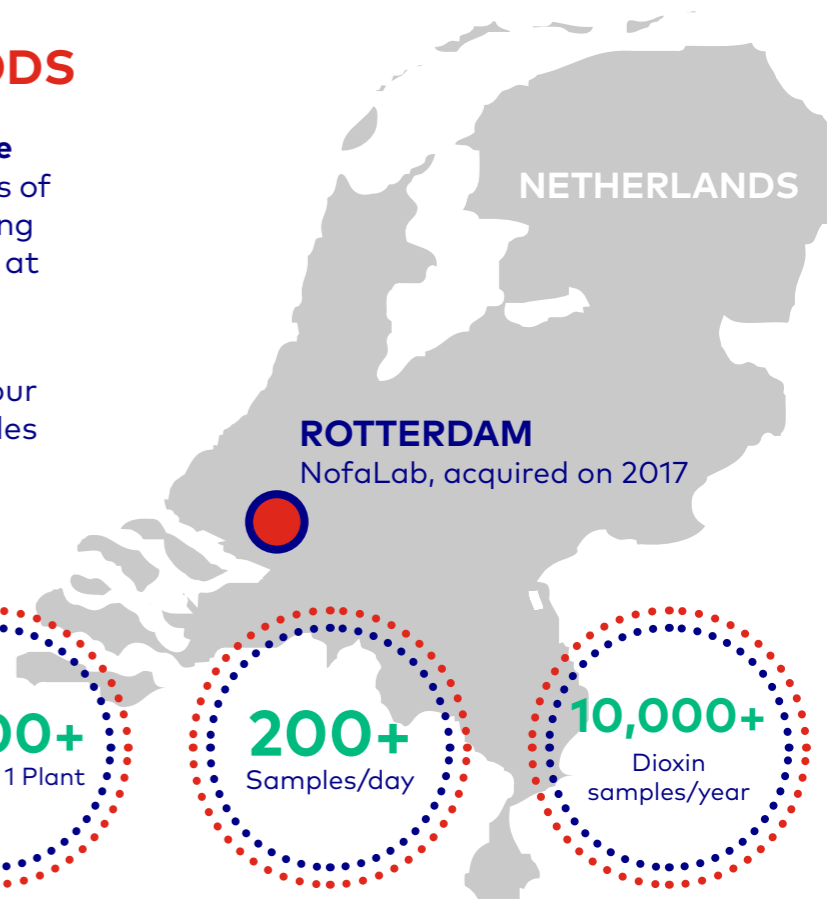 ODS
e
s of
ng
at
our
les
NETHERLANDS
ROTTERDAM
NofaLab, acquired on 2017
00+
1 Plant
200+
Samples/day
10,000+
Dioxin
samples/year